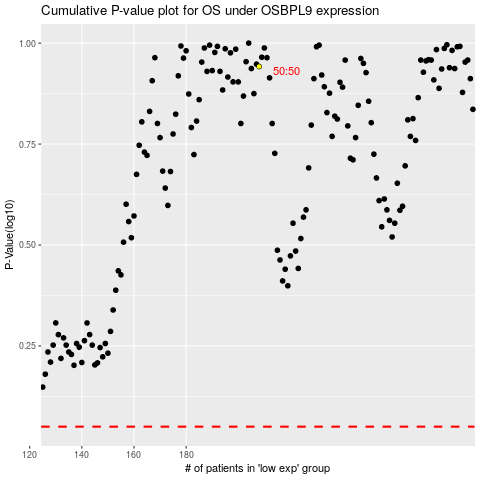 Cumulative P-value plot for OS under OSBPL9 expression
P-Value(log10)
1.00
0.75
0.50
0.25
50:50
120 140 160 180
# of patients in 'low exp' group